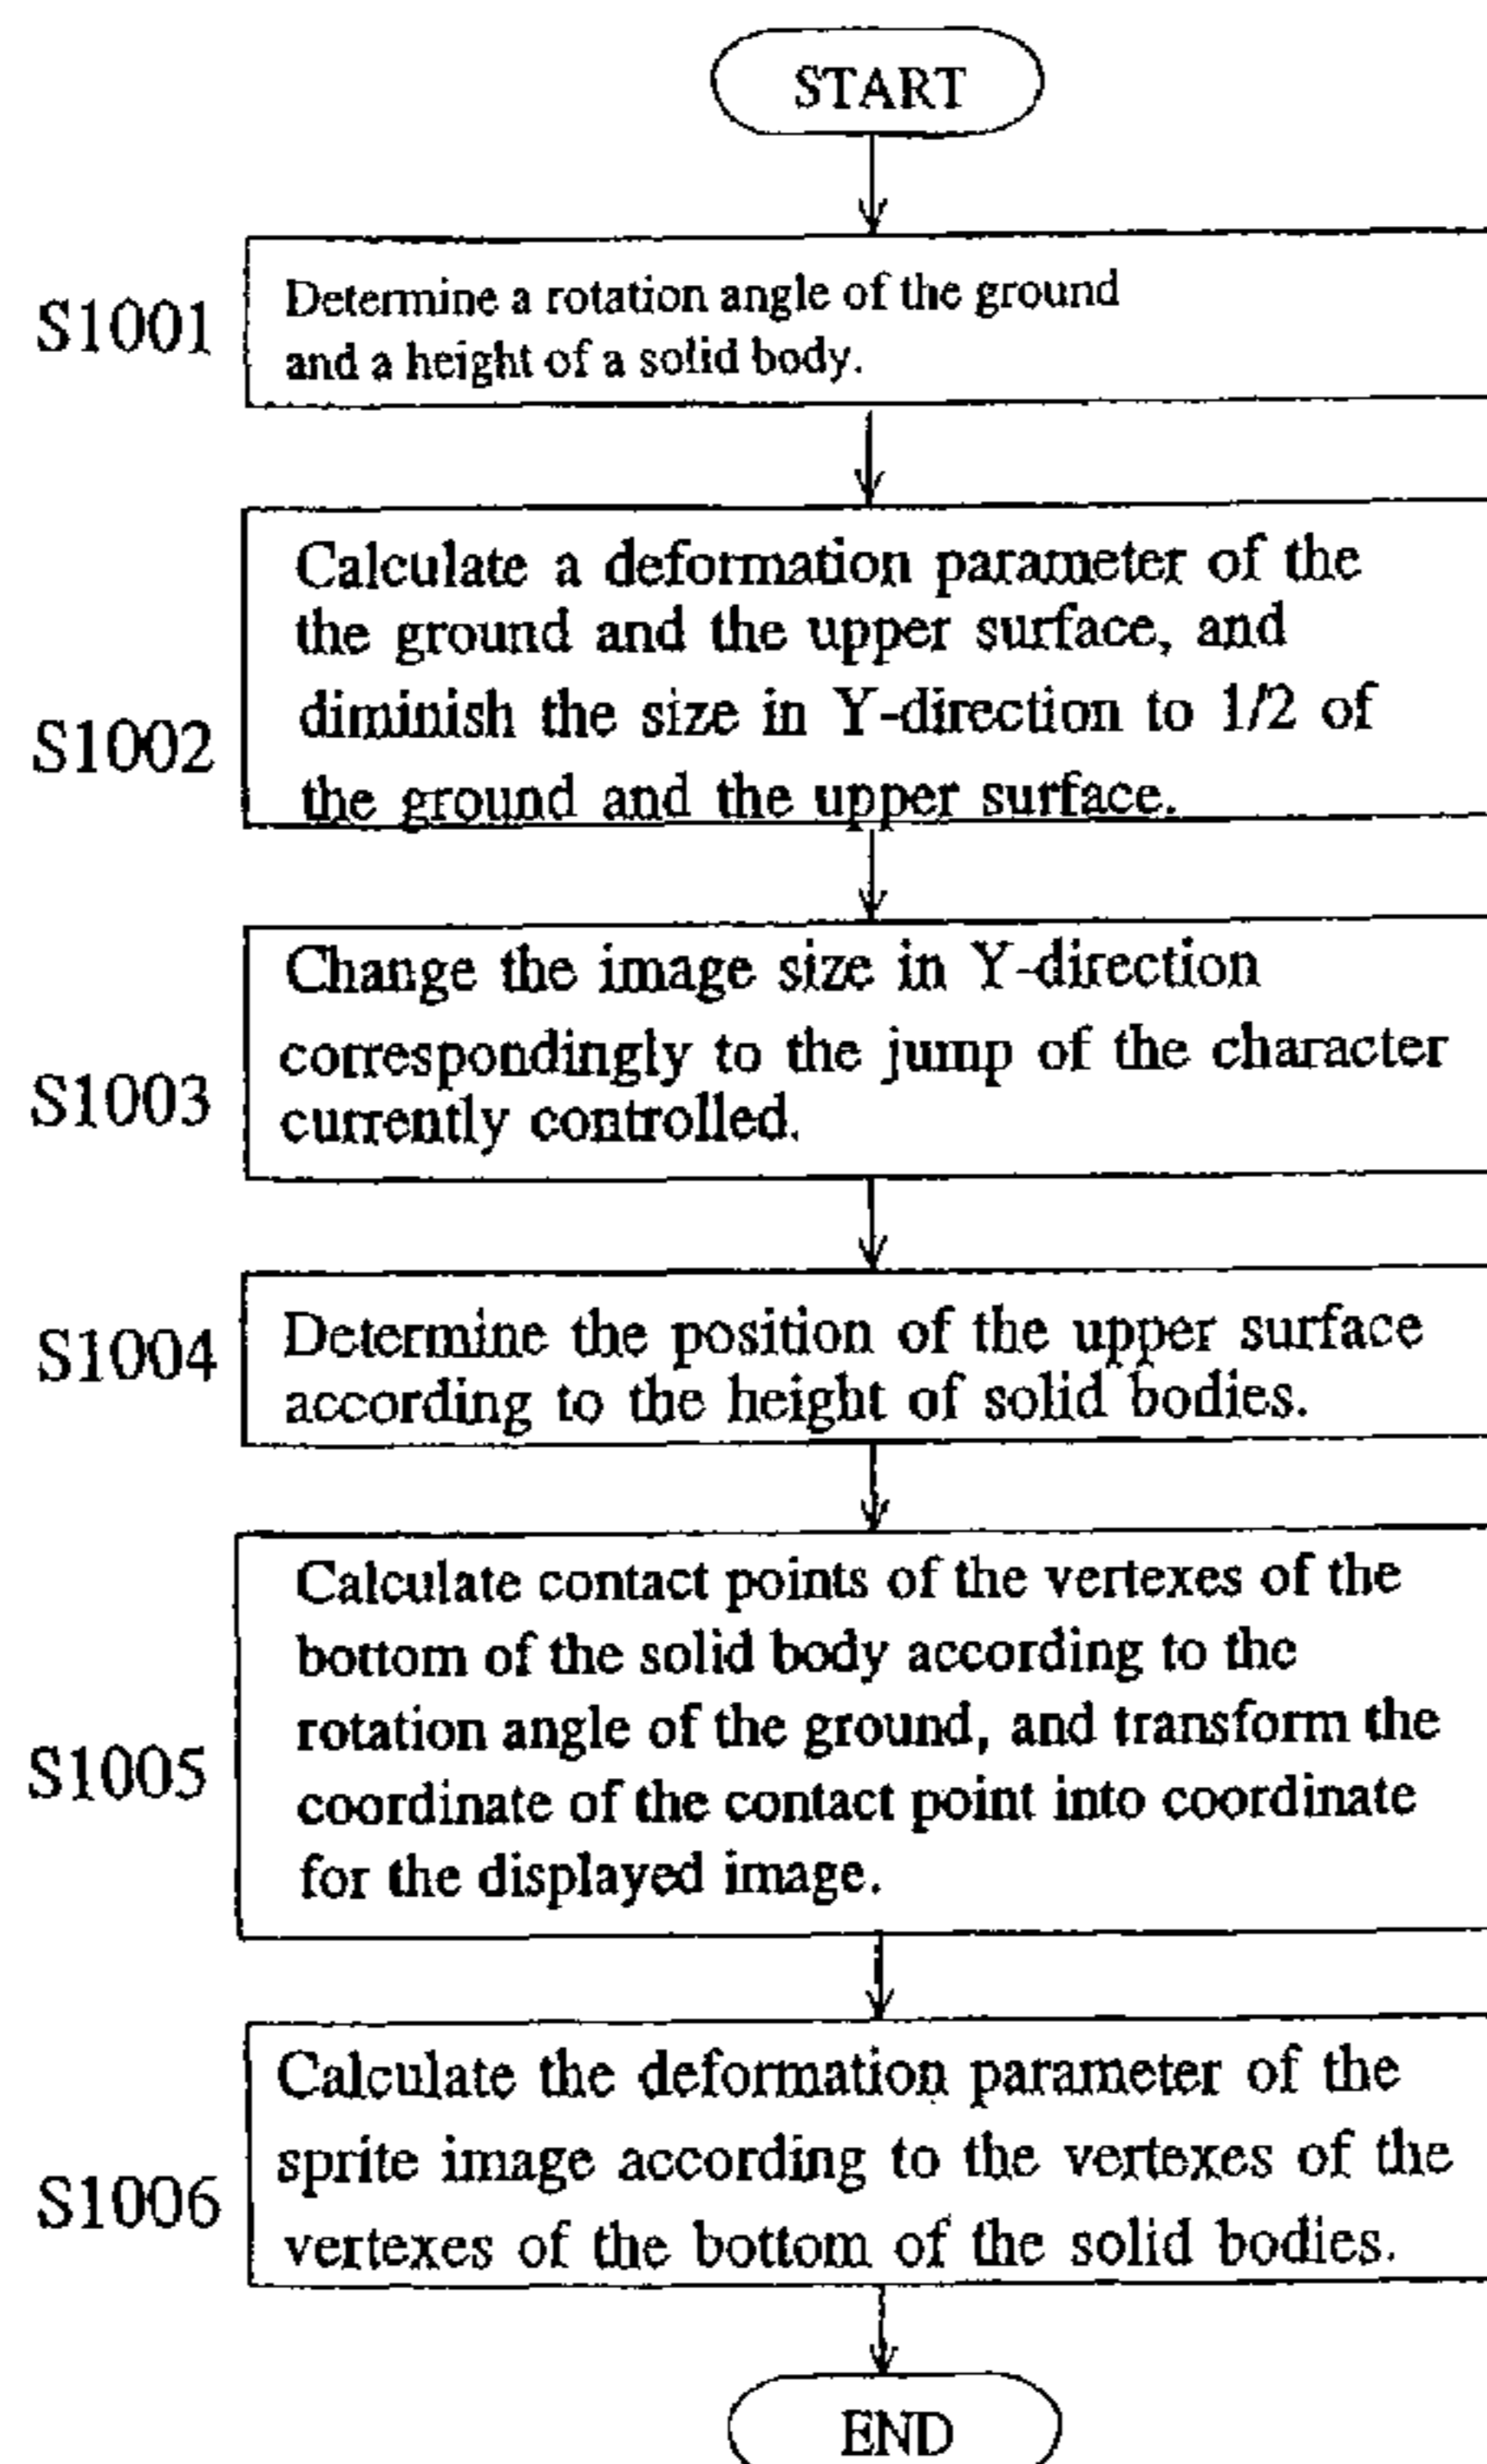 START
S1001
Determine a rotation angle of the ground
and a height of a solid body.
S1002
Calculate a deformation parameter of the
the ground and the upper surface, and
diminish the size in Y-direction to 1/2 of
the ground and the upper surface.
S1003
Change the image size in Y-direction
correspondingly to the jump of the character
currently controlled.
S1004
Determine the position of the upper surface
according to the height of solid bodies.
S1005
Calculate contact points of the vertexes of the
bottom of the solid body according to the
rotation angle of the ground, and transform the
coordinate of the contact point into coordinate
for the displayed image.
S1006
Calculate the deformation parameter of the
sprite image according to the vertexes of the
vertexes of the bottom of the solid bodies.
END